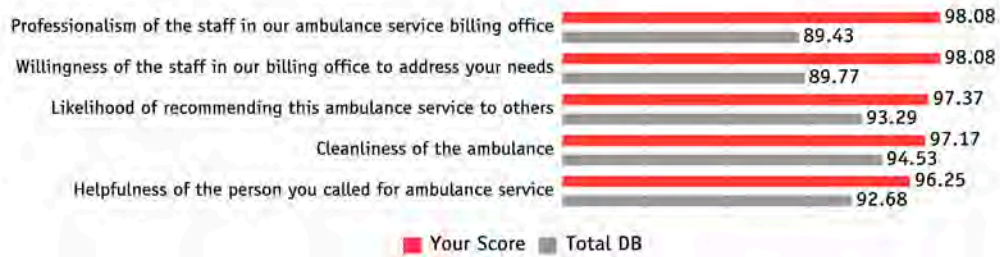 Professionalism of the staff in our ambulance service billing office 98.08
89.43
Willingness of the staff in our billing office to address your needs 98.08
89.77
Likelihood of recommending this ambulance service to others 97.37
93.29
Cleanliness of the ambulance 97.17
94.53
Helpfulness of the person you called for ambulance service 96.25
92.68
Your Score Total DB